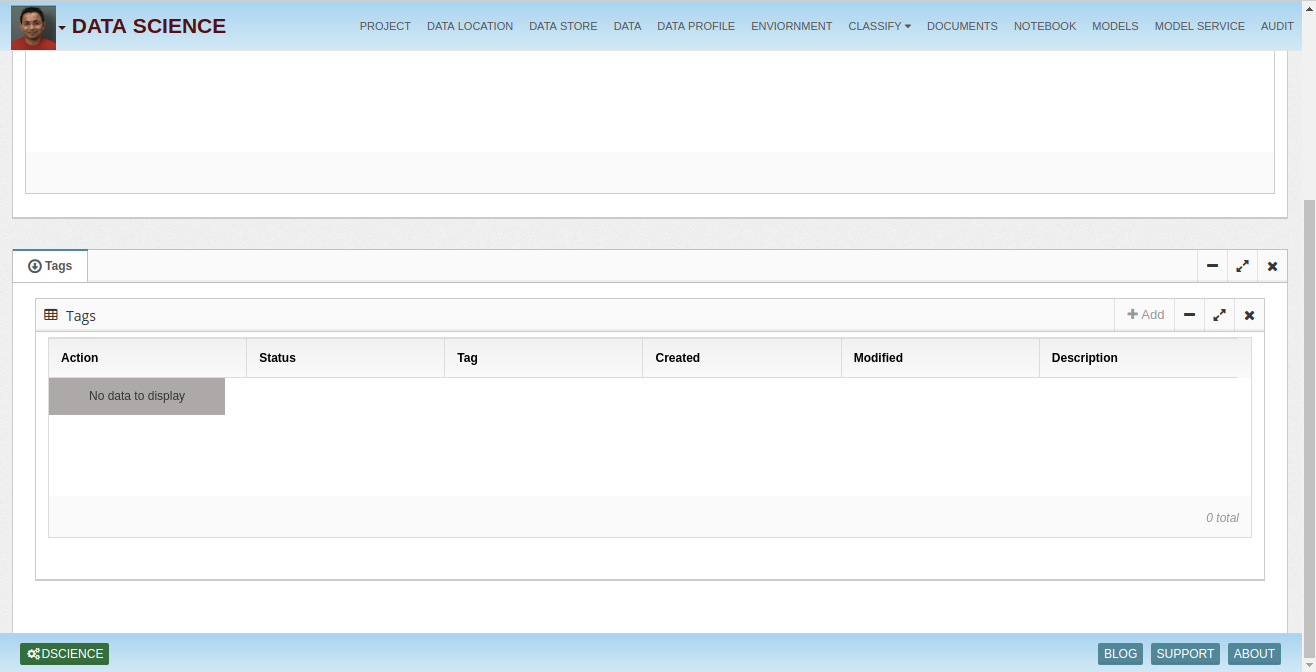 DATA SCIENCE
PROJECT DATA LOCATION DATA STORE DATA DATA PROFILE ENVIORNMENT CLASSIFY DOCUMENTS NOTEBOOK MODELS MODEL SERVICE AUDIT
Tags
Tags
Add
Action Status Tag Created Modified Description
No data to display
0 total
DSCIENCE
BLOG SUPPORT ABOUT